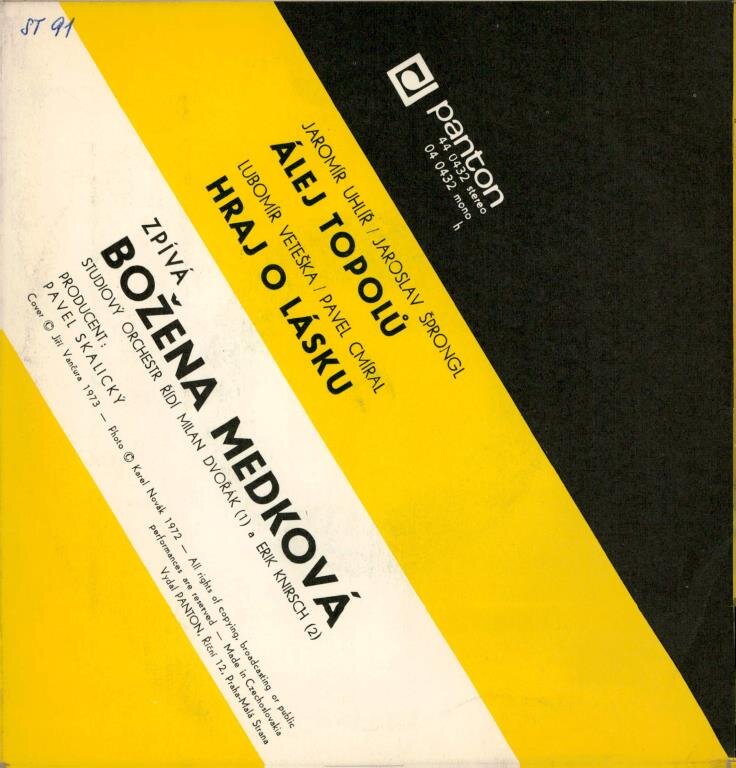 ST 91
panton
44 0432 stereo
04 0432 mono h
JAROMÍR UHLÍŘ / JAROSLAV ŠPRONGL
ÁLEJ TOPOLŮ
LUBOMÍR VETEŠKA / PAVEL CMÍRAL
HRAJ O LÁSKU
ZPÍVÁ
BOŽENA MEDKOVÁ
STUDIOVÝ ORCHESTR ŘÍDÍ MILAN DVOŘÁK (1) a ERIK KNIRSCH (2)
PRODUCENT:
PAVEL SKALICKÝ
Cover © Jiří Vančura 1973 — Photo © Karel Novák 1972 — All rights of copying, broadcasting or public
performances are reserved — Made in Czechoslovakia
Vydal PANTON, Říční 12, Praha-Malá Strana